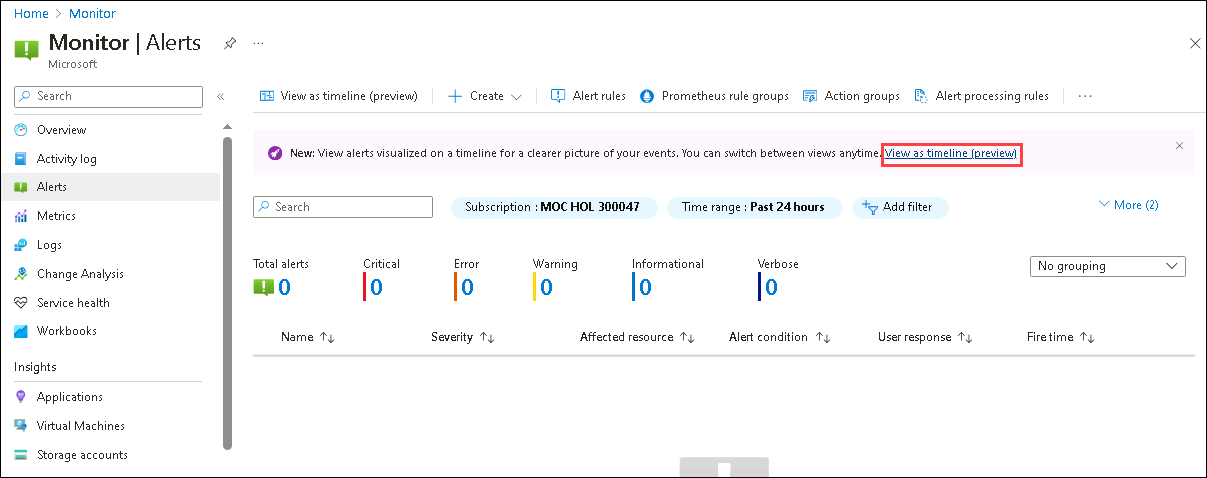 Home > Monitor
Monitor | Alerts
Microsoft
Search
Overview
Activity log
Alerts
Metrics
Logs
Change Analysis
Service health
Workbooks
Insights
Applications
Virtual Machines
Storage accounts
View as timeline (preview) Create Alert rules Prometheus rule groups Action groups Alert processing rules
New: View alerts visualized on a timeline for a clearer picture of your events. You can switch between views anytime. View as timeline (preview)
Search Subscription : MOC HOL 300047 Time range : Past 24 hours Add filter More (2)
Total alerts Critical Error Warning Informational Verbose
0 0 0 0 0 0
No grouping
Name Severity Affected resource Alert condition User response Fire time